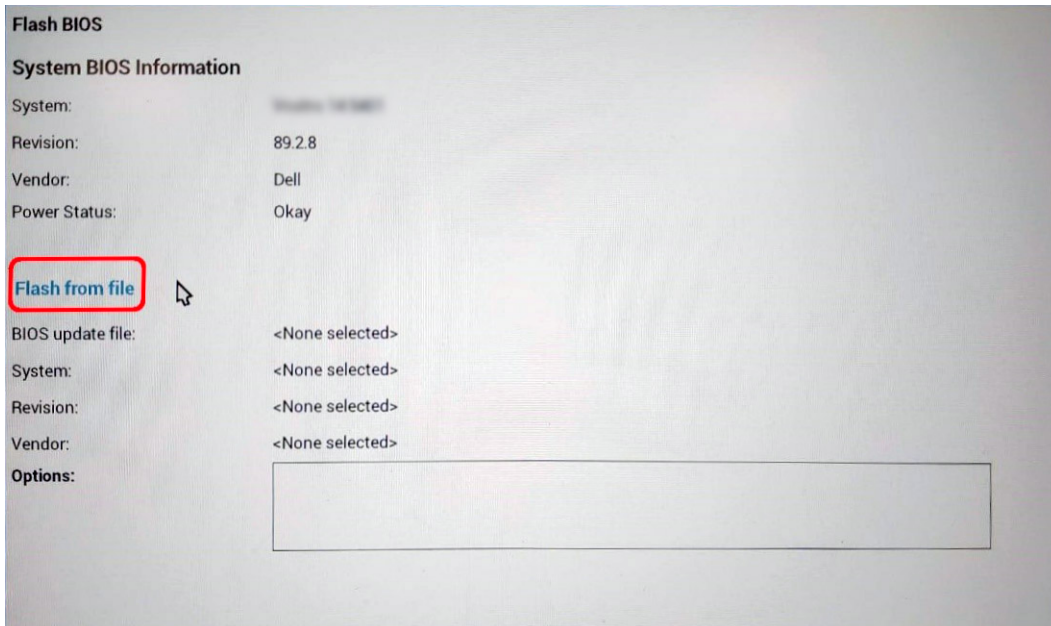 Flash BIOS
System BIOS Information
System:
Revision: 89.2.8
Vendor: Dell
Power Status: Okay
Flash from file
BIOS update file: <None selected>
System: <None selected>
Revision: <None selected>
Vendor: <None selected>
Options: